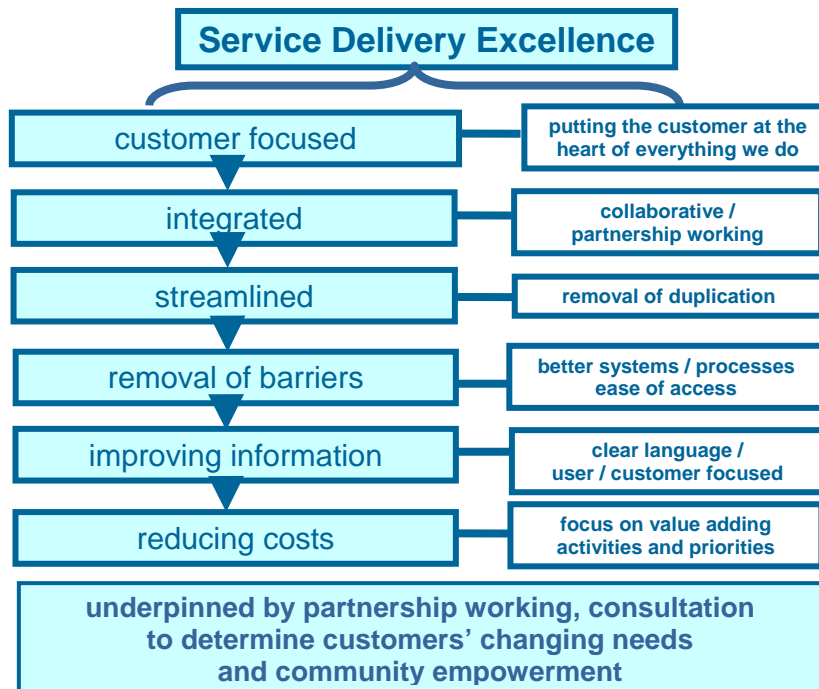 Service Delivery Excellence
customer focused
putting the customer at the
heart of everything we do
integrated
collaborative /
partnership working
streamlined
removal of duplication
removal of barriers
better systems / processes
ease of access
improving information
clear language /
user / customer focused
reducing costs
focus on value adding
activities and priorities
underpinned by partnership working, consultation
to determine customers’ changing needs
and community empowerment